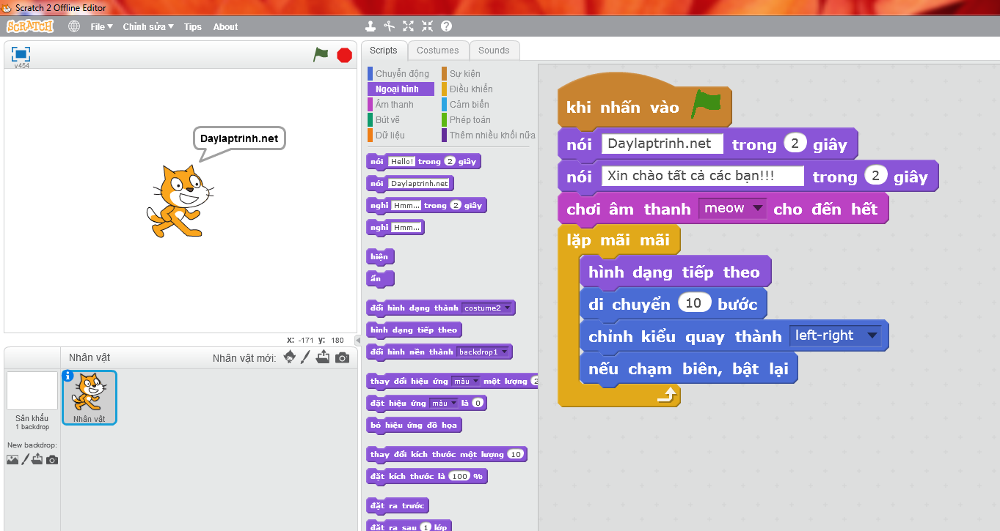 Scratch 2 Offline Editor
SCRATCH File Chỉnh sửa Tips About
v454
Daylaptrinh.net
x: -171 y: 180
Nhân vật Nhân vật mới:
Sân khấu
1 backdrop
New backdrop:
Nhân vật
Scripts Costumes Sounds
Chuyển động Sự kiện
Ngoại hình Điều khiển
Âm thanh Cảm biến
Bút vẽ Phép toán
Dữ liệu Thêm nhiều khối nữa
nói Hello! trong 2 giây
nói Daylaptrinh.net
nghĩ Hmm... trong 2 giây
nghĩ Hmm...
hiện
ẩn
đổi hình dạng thành costume2
hình dạng tiếp theo
đổi hình nền thành backdrop1
thay đổi hiệu ứng màu một lượng 2
đặt hiệu ứng màu là 0
bỏ hiệu ứng đồ họa
thay đổi kích thước một lượng 10
đặt kích thước là 100 %
đặt ra trước
đặt ra sau 1 lớp
khi nhấn vào
nói Daylaptrinh.net trong 2 giây
nói Xin chào tất cả các bạn!!! trong 2 giây
chơi âm thanh meow cho đến hết
lặp mãi mãi
hình dạng tiếp theo
di chuyển 10 bước
chỉnh kiểu quay thành left-right
nếu chạm biên, bật lại